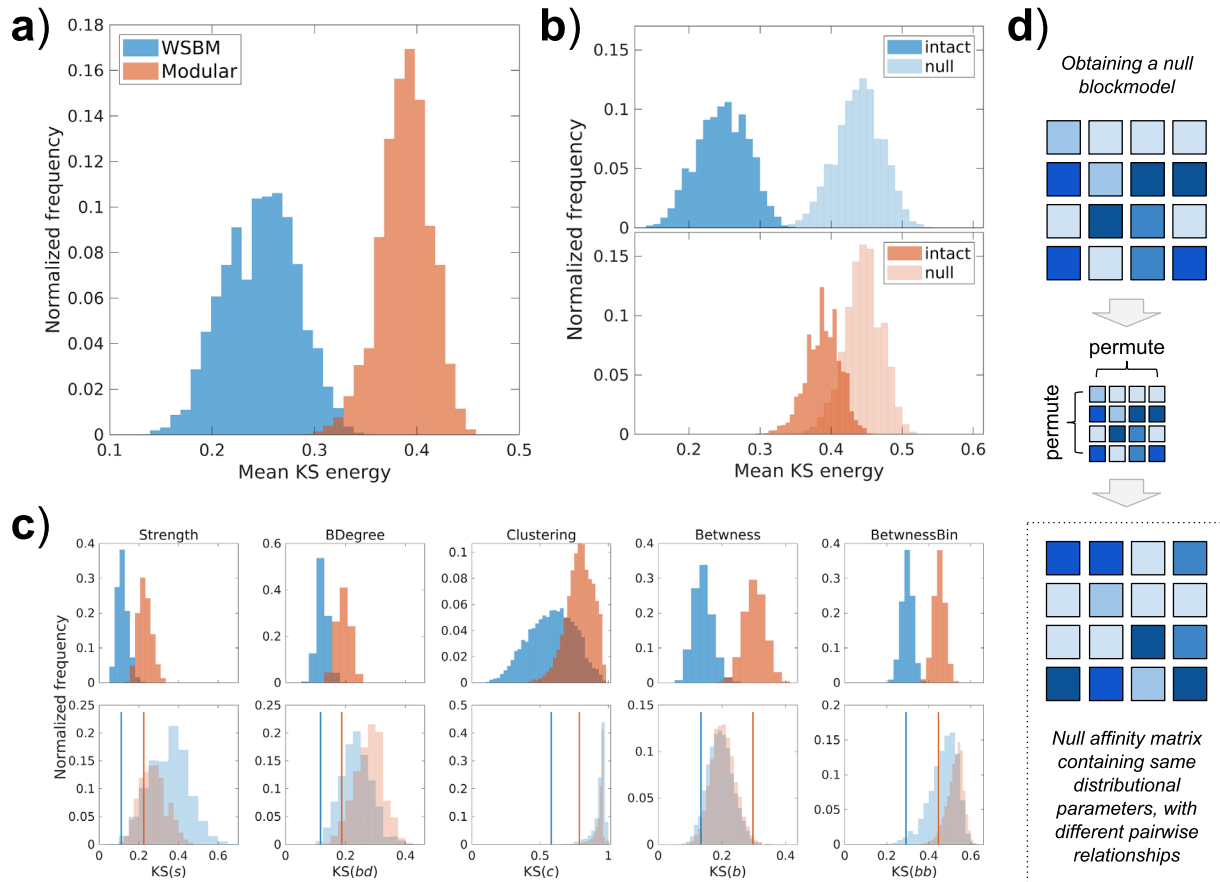 a)
0.18
0.16
0.14
0.12
0.1
0.08
0.06
0.04
0.02
0
Normalized frequency
WSBM
Modular
0.1
0.2
0.3
0.4
0.5
Mean KS energy
b)
0.15
0.1
0.05
0
intact
null
Normalized frequency
0.15
0.1
0.05
0
intact
null
0.2
0.3
0.4
0.5
0.6
Mean KS energy
c)
Normalized frequency
Strength
0.4
0.3
0.2
0.1
0
BDegree
0.6
0.4
0.2
0
Clustering
0.1
0.08
0.06
0.04
0.02
0
Betwness
0.4
0.3
0.2
0.1
0
BetwnessBin
0.4
0.3
0.2
0.1
0
0.25
0.2
0.15
0.1
0.05
0
0
0.2
0.4
0.6
KS(s)
0.25
0.2
0.15
0.1
0.05
0
0
0.2
0.4
KS(bd)
0.5
0.4
0.3
0.2
0.1
0
0
0.5
1
KS(c)
0.15
0.1
0.05
0
0
0.2
0.4
KS(b)
0.2
0.15
0.1
0.05
0
0
0.2
0.4
0.6
KS(bb)
d)
Obtaining a null
blockmodel
permute
permute
Null affinity matrix
containing same
distributional
parameters, with
different pairwise
relationships